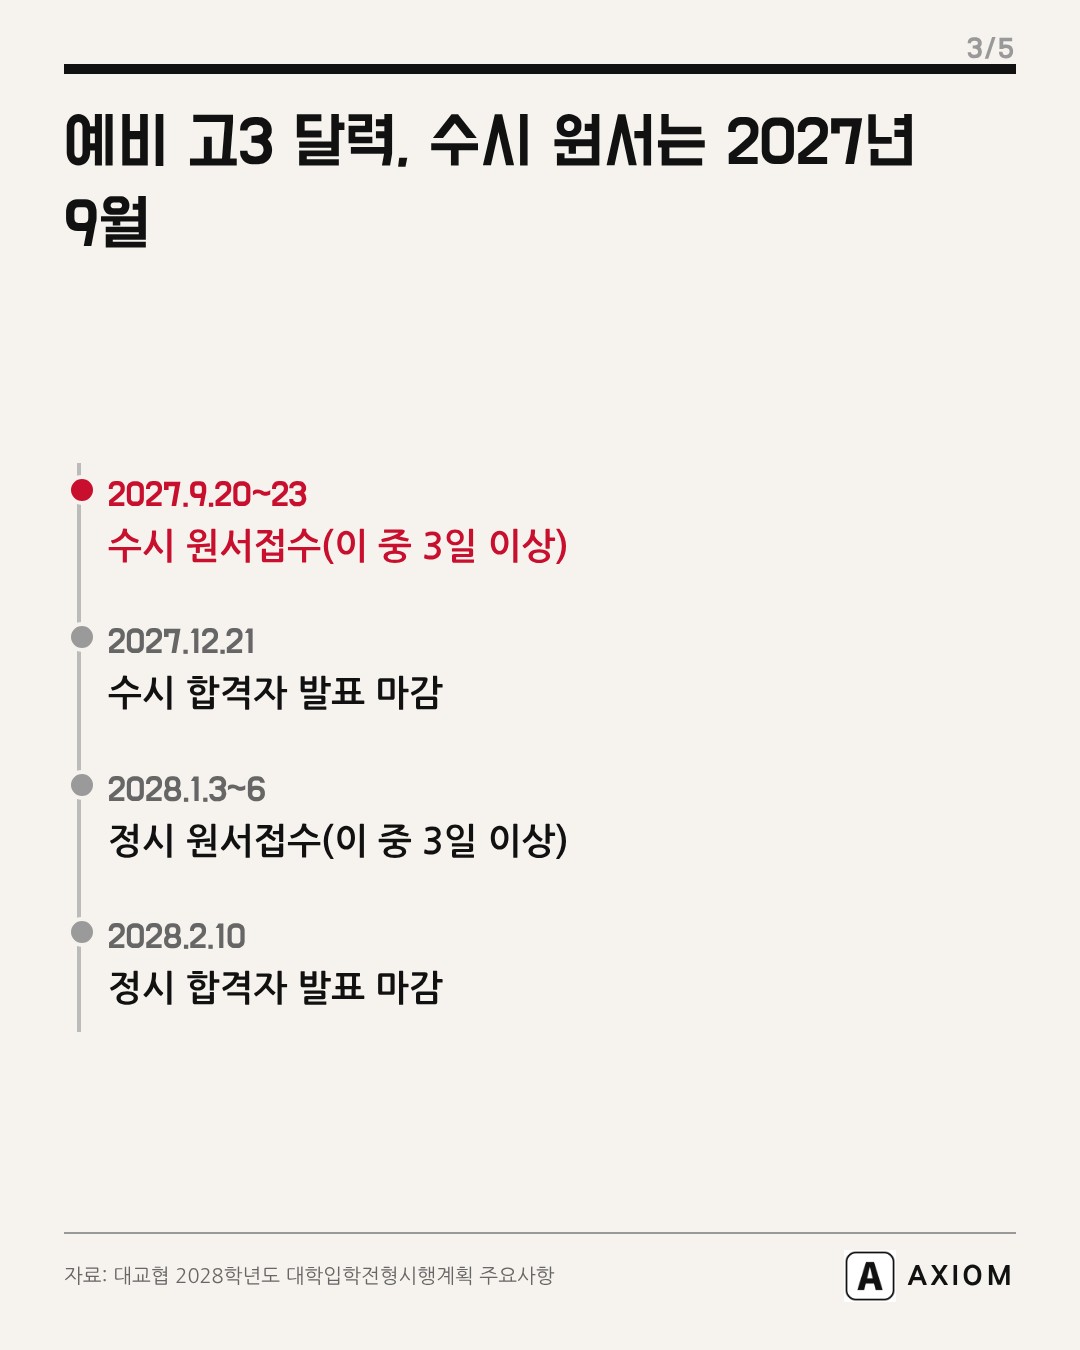 3/5
예비 고3 달력, 수시 원서는 2027년
9월
2027.9.20~23
수시 원서접수(이 중 3일 이상)
2027.12.21
수시 합격자 발표 마감
2028.1.3~6
정시 원서접수(이 중 3일 이상)
2028.2.10
정시 합격자 발표 마감
자료: 대교협 2028학년도 대학입학전형시행계획 주요사항
A AXIOM